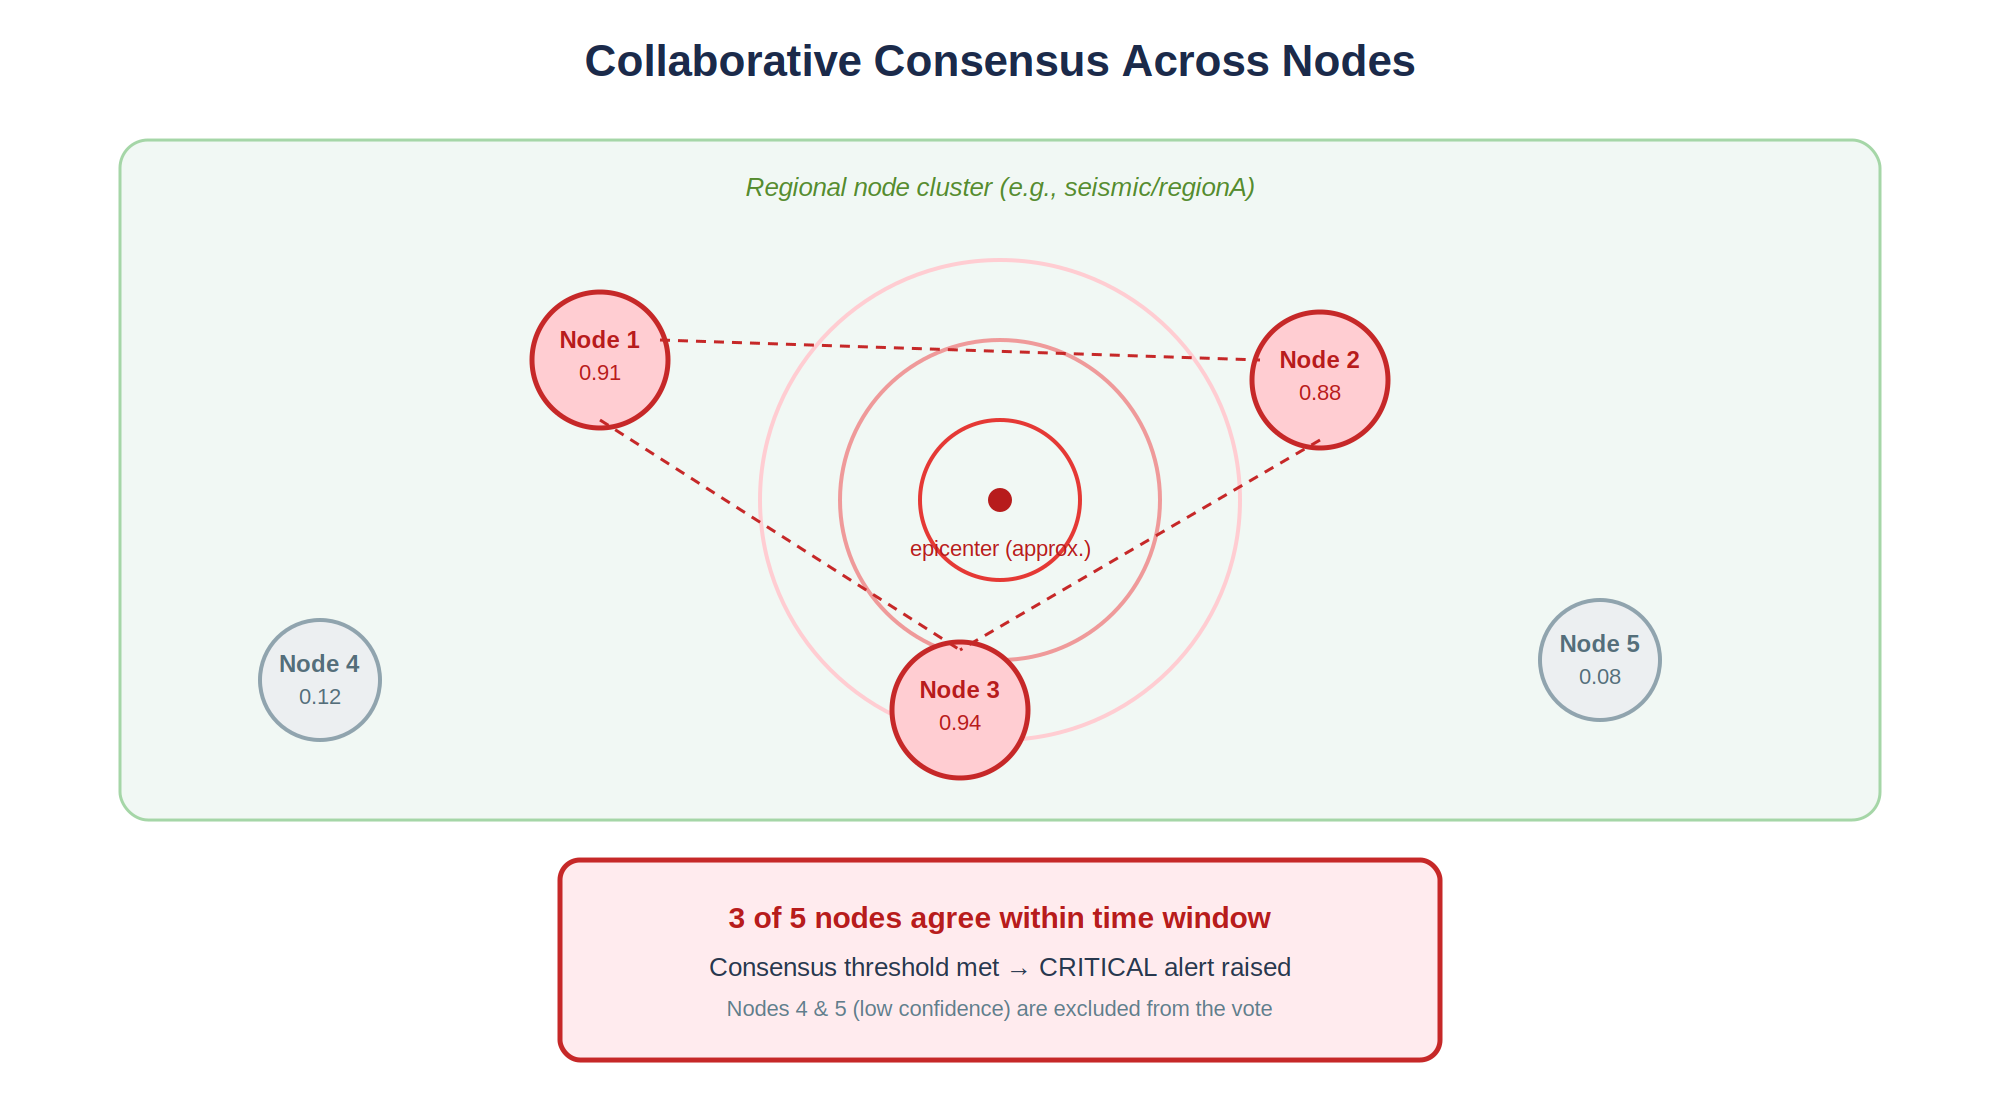 Collaborative Consensus Across Nodes
Regional node cluster (e.g., seismic/regionA)
Node 1
0.91
Node 2
0.88
epicenter (approx.)
Node 3
0.94
Node 4
0.12
Node 5
0.08
3 of 5 nodes agree within time window
Consensus threshold met → CRITICAL alert raised
Nodes 4 & 5 (low confidence) are excluded from the vote